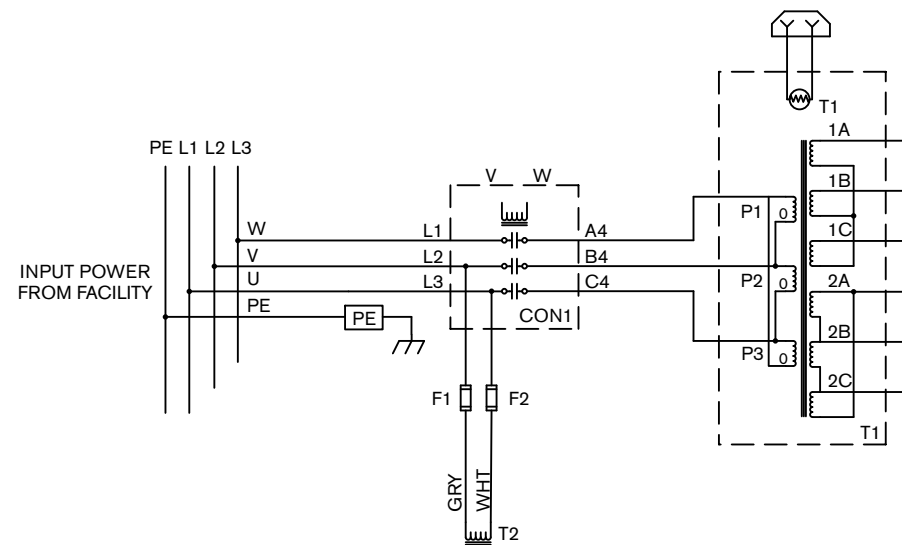 T1
PE L1 L2 L3
1A
V W
1B
P1
0
W
L1
A4
1C
V
L2
B4
INPUT POWER
FROM FACILITY
U
L3
C4
P2
0
2A
PE
PE
CON1
2B
P3
0
2C
F1
F2
T1
GRY
WHT
T2